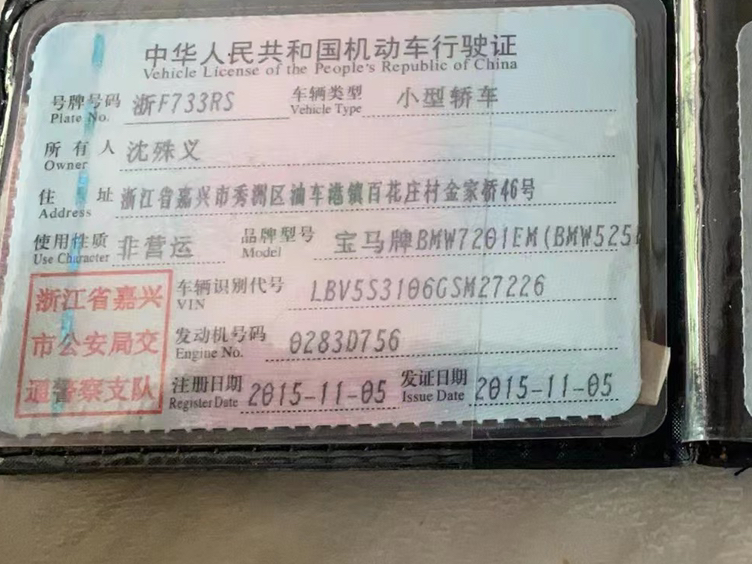 中华人民共和国机动车行驶证
Vehicle License of the People's Republic of China
号牌号码 浙F733RS 车辆类型 小型轿车
Plate No. Vehicle Type
所有人 沈殊义
Owner
住址 浙江省嘉兴市秀洲区油车港镇百花庄村金家桥46号
Address
使用性质 非营运 品牌型号 宝马牌BMW7201EM(BMW525
Use Character Model
浙江省嘉兴
市公安局交
通警察支队
车辆识别代号 LBV5S3106GSM27226
VIN
发动机号码 0283D756
Engine No.
注册日期 2015-11-05 发证日期 2015-11-05
Register Date Issue Date